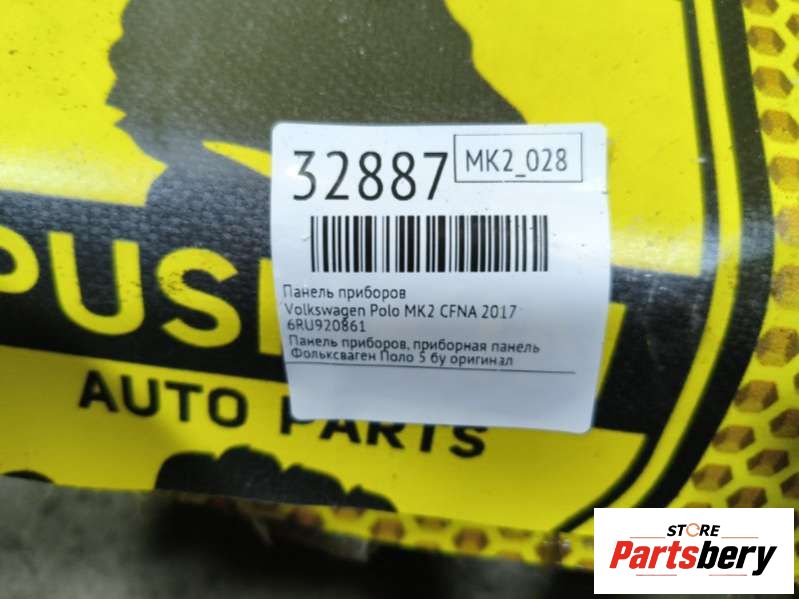 32887
MK2_028
Панель приборов
Volkswagen Polo MK2 CFNA 2017
6RU920861
Панель приборов, приборная панель
Фольксваген Поло 5 бу оригинал
AUTO PARTS
STORE
Partsbery